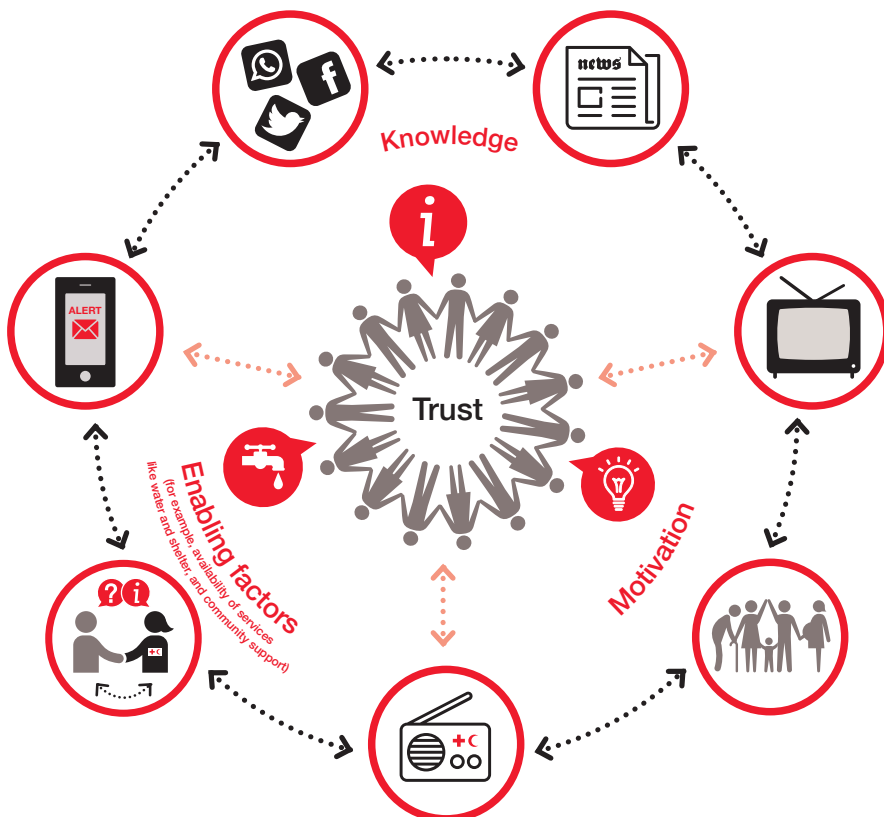 news
Knowledge
i
ALERT
Trust
Enabling factors
(for example, availability of services
like water and shelter, and community support)
Motivation
? i